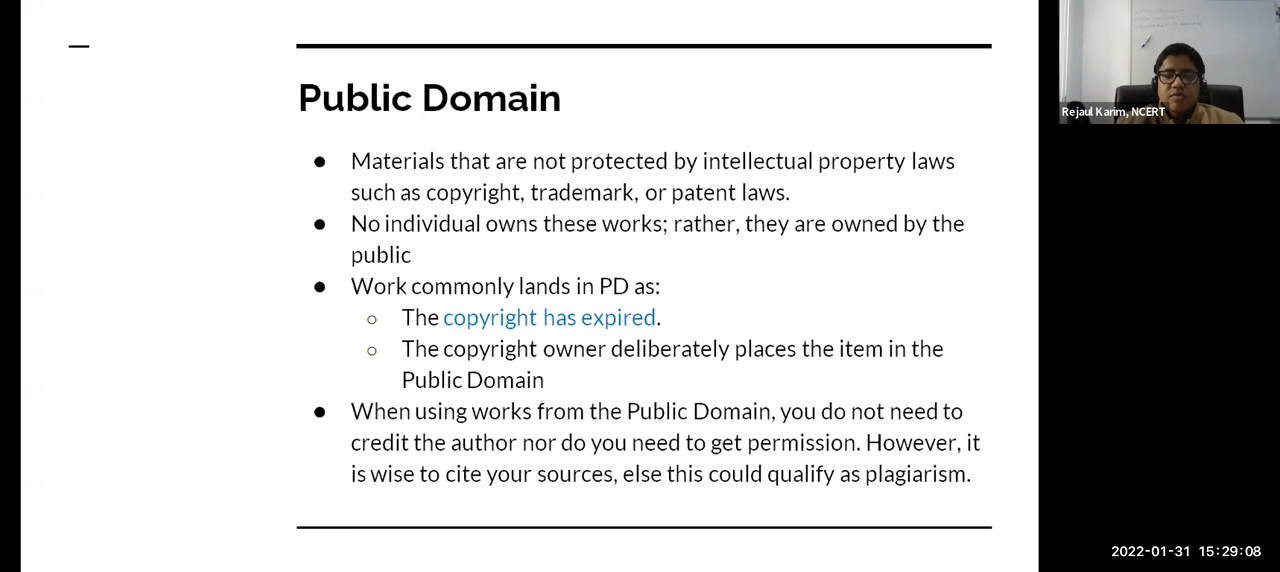 Public Domain
● Materials that are not protected by intellectual property laws
such as copyright, trademark, or patent laws.
● No individual owns these works; rather, they are owned by the
public
● Work commonly lands in PD as:
○ The copyright has expired.
○ The copyright owner deliberately places the item in the
Public Domain
● When using works from the Public Domain, you do not need to
credit the author nor do you need to get permission. However, it
is wise to cite your sources, else this could qualify as plagiarism.
Rejaul Karim, NCERT
2022-01-31 15:29:08